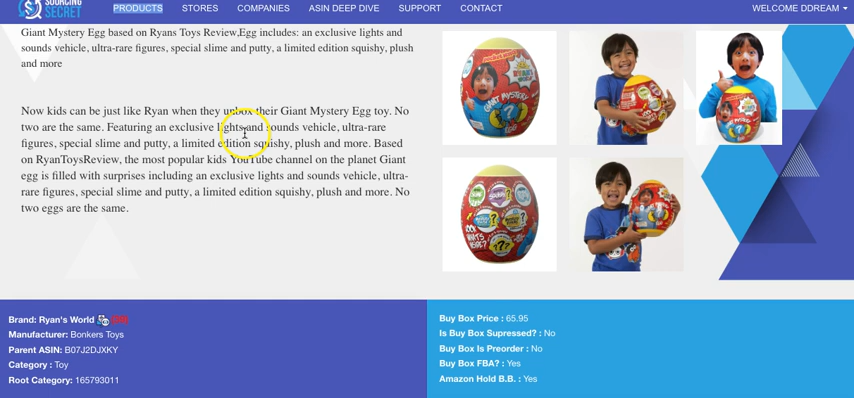 SOURCING
SECRET
PRODUCTS STORES COMPANIES ASIN DEEP DIVE SUPPORT CONTACT WELCOME DDREAM
Giant Mystery Egg based on Ryans Toys Review,Egg includes: an exclusive lights and
sounds vehicle, ultra-rare figures, special slime and putty, a limited edition squishy, plush
and more
Now kids can be just like Ryan when they unbox their Giant Mystery Egg toy. No
two are the same. Featuring an exclusive lights and sounds vehicle, ultra-rare
figures, special slime and putty, a limited edition squishy, plush and more. Based
on RyanToysReview, the most popular kids YouTube channel on the planet Giant
egg is filled with surprises including an exclusive lights and sounds vehicle, ultra-
rare figures, special slime and putty, a limited edition squishy, plush and more. No
two eggs are the same.
GIANT MYSTERY
EGG
Brand: Ryan's World
Manufacturer: Bonkers Toys
Parent ASIN: B07J2DJXKY
Category : Toy
Root Category: 165793011
Buy Box Price : 65.95
Is Buy Box Supressed? : No
Buy Box Is Preorder : No
Buy Box FBA? : Yes
Amazon Hold B.B. : Yes